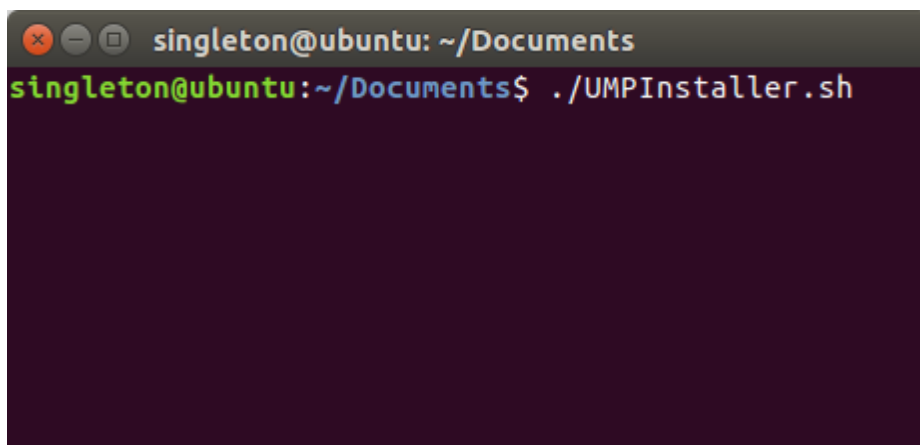 singleton@ubuntu: ~/Documents
singleton@ubuntu:~/Documents$ ./UMPInstaller.sh